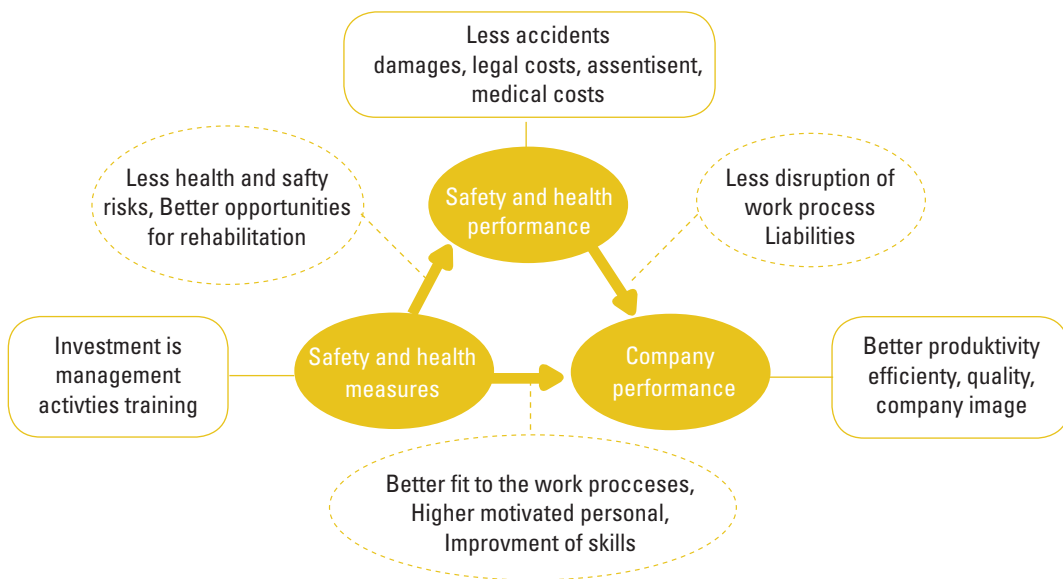 Less accidents
damages, legal costs, assentisent,
medical costs
Less health and safty
risks, Better opportunities
for rehabilitation
Safety and health
performance
Less disruption of
work process
Liabilities
Investment is
management
activties training
Safety and health
measures
Company
performance
Better produktivity
efficienty, quality,
company image
Better fit to the work procceses,
Higher motivated personal,
Improvment of skills